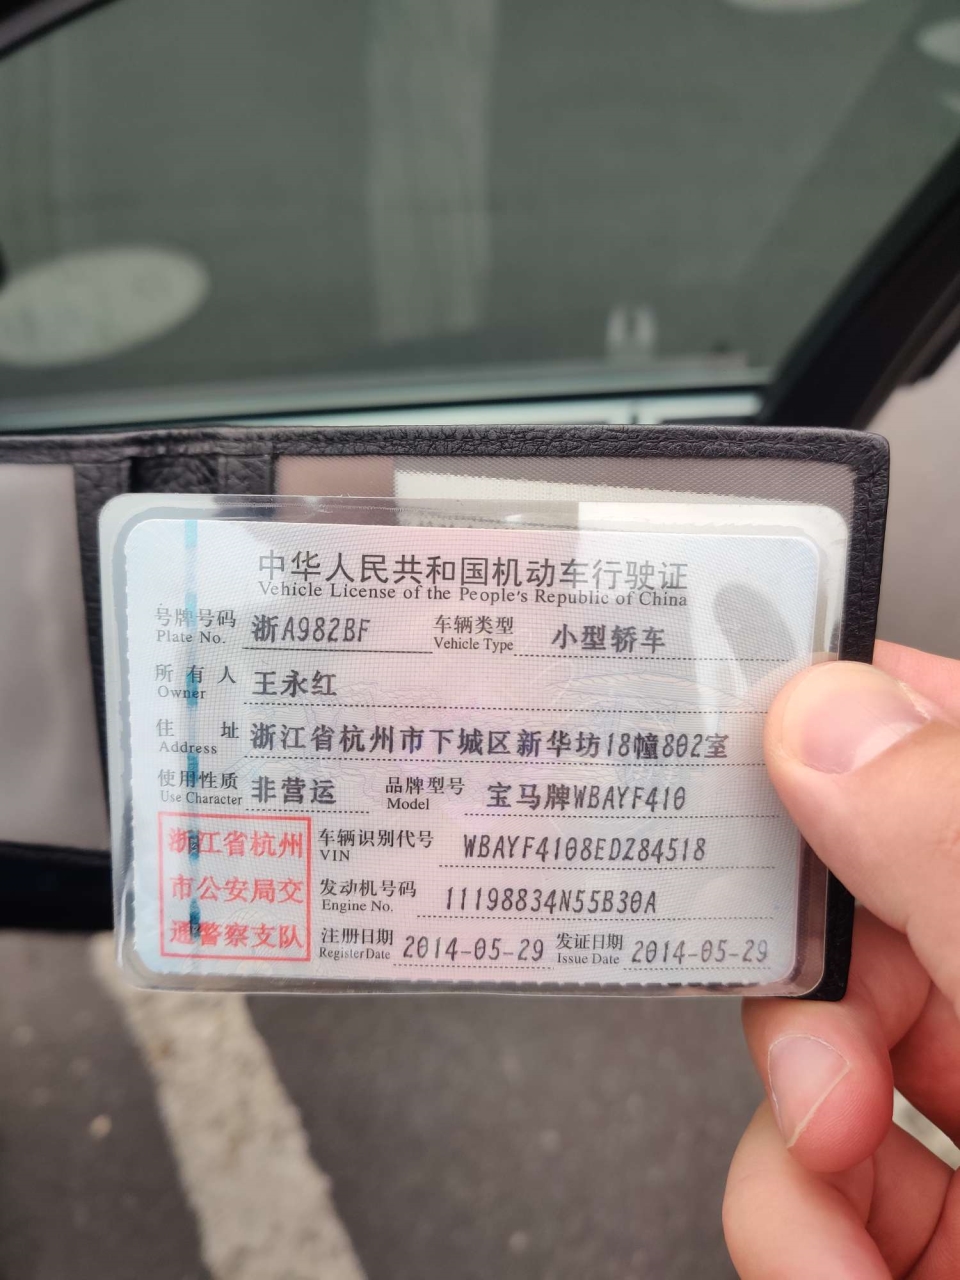 中华人民共和国机动车行驶证
Vehicle License of the People's Republic of China
号牌号码 浙A982BF 车辆类型 小型轿车
Plate No. Vehicle Type
所有人 王永红
Owner
住址 浙江省杭州市下城区新华坊18幢802室
Address
使用性质 非营运 品牌型号 宝马牌WBAYF410
Use Character Model
浙江省杭州
市公安局交
通警察支队
车辆识别代号 WBAYF4108EDZ84518
VIN
发动机号码 11198834N55B30A
Engine No.
注册日期 2014-05-29 发证日期 2014-05-29
Register Date Issue Date